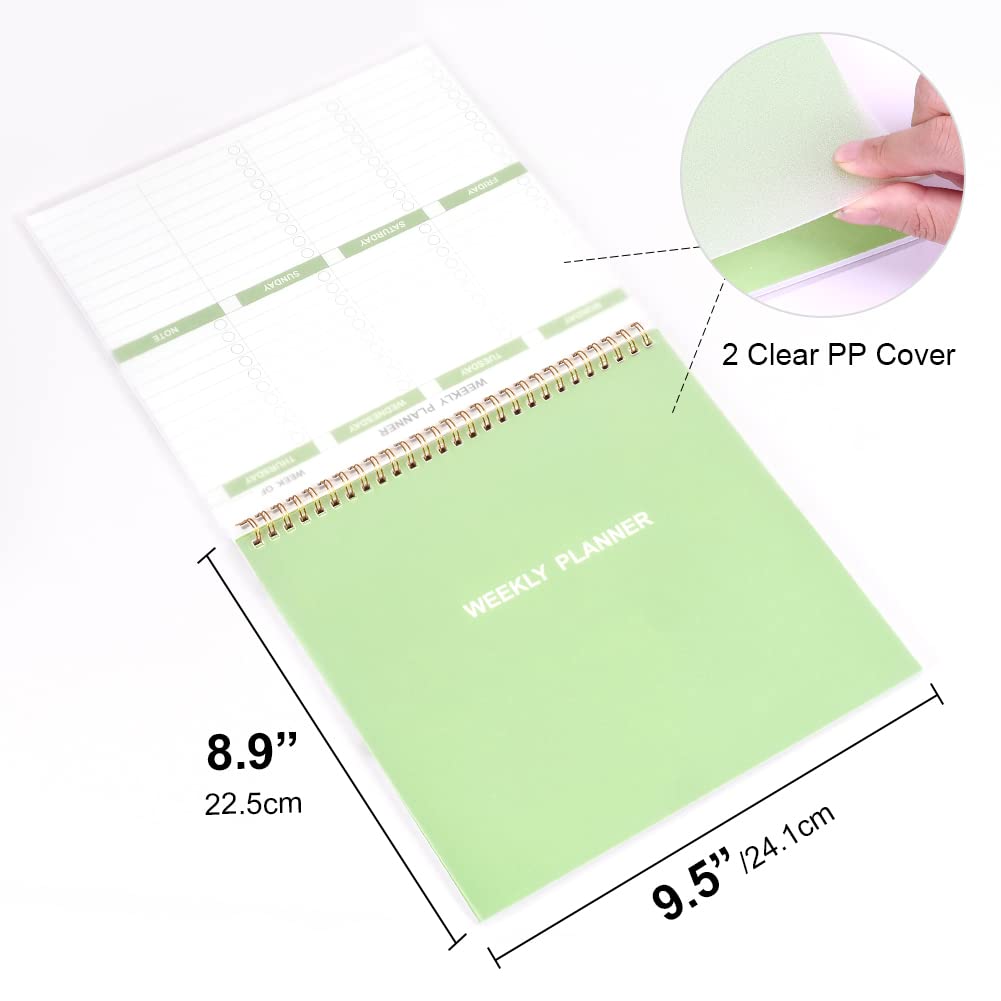 FRIDAY
SATURDAY
SUNDAY
NOTE
MONDAY
TUESDAY
WEDNESDAY
THURSDAY
WEEKLY PLANNER
WEEK OF
2 Clear PP Cover
WEEKLY PLANNER
8.9”
22.5cm
9.5” /24.1cm